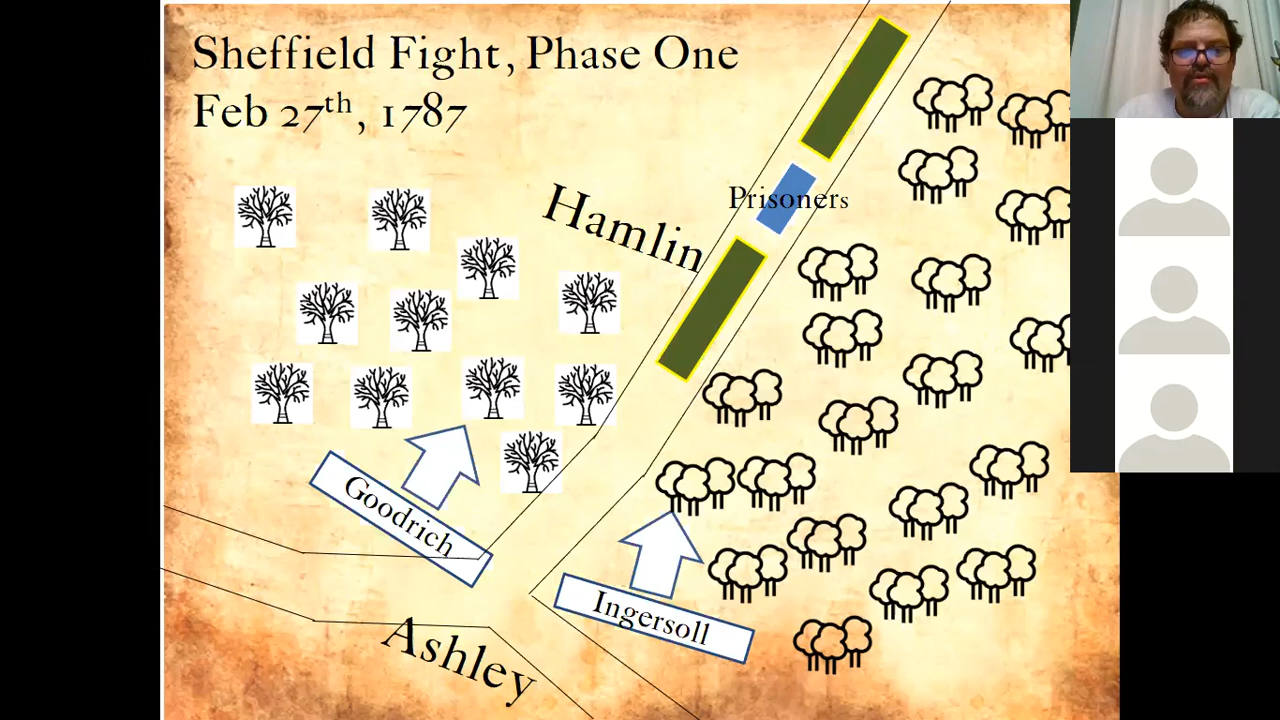 Sheffield Fight, Phase One
Feb 27th, 1787
Prisoners
Hamlin
Goodrich
Ingersoll
Ashley